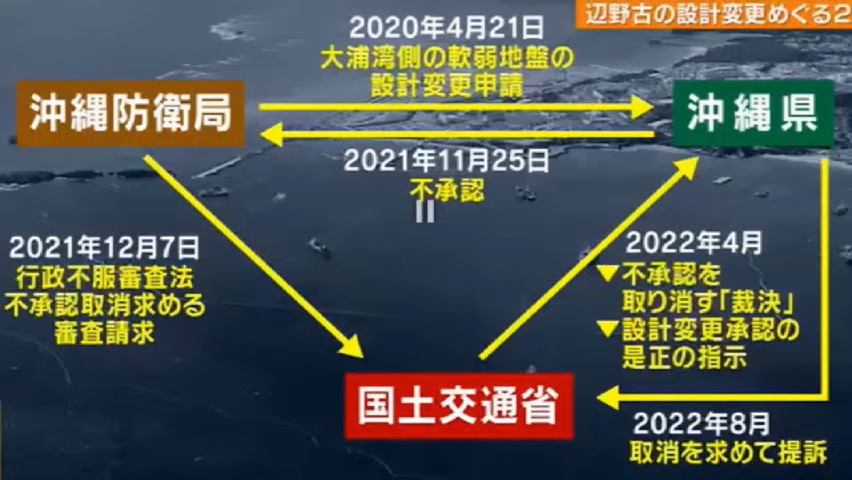 辺野古の設計変更めぐる2
2020年4月21日
大浦湾側の軟弱地盤の
設計変更申請
沖縄防衛局
沖縄県
2021年11月25日
不承認
2021年12月7日
行政不服審査法
不承認取消求める
審査請求
2022年4月
▼不承認を
取り消す「裁決」
▼設計変更承認の
是正の指示
国土交通省
2022年8月
取消を求めて提訴